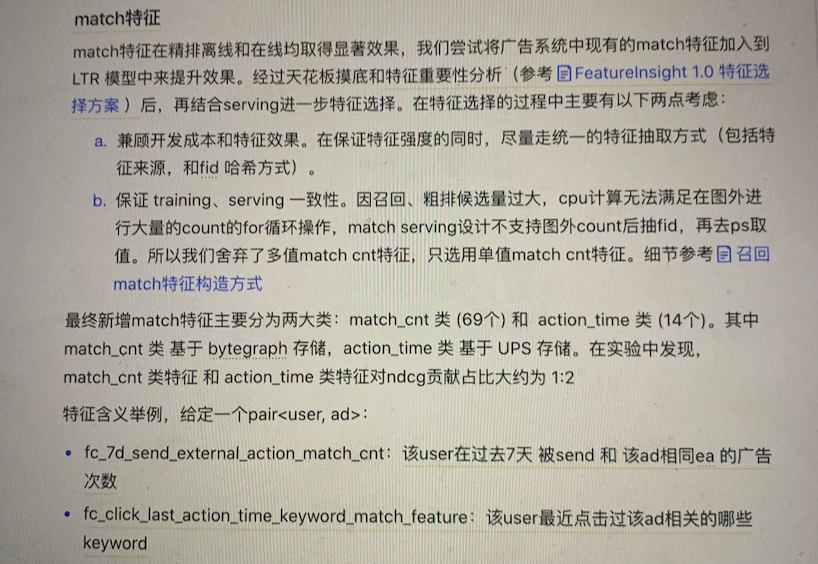 match特征
match特征在精排离线和在线均取得显著效果，我们尝试将广告系统中现有的match特征加入到
LTR 模型中来提升效果。经过天花板摸底和特征重要性分析（参考 FeatureInsight 1.0 特征选
择方案 ）后，再结合serving进一步特征选择。在特征选择的过程中主要有以下两点考虑：
a. 兼顾开发成本和特征效果。在保证特征强度的同时，尽量走统一的特征抽取方式（包括特
征来源，和fid 哈希方式）。
b. 保证 training、serving 一致性。因召回、粗排候选量过大，cpu计算无法满足在图外进
行大量的count的for循环操作，match serving设计不支持图外count后抽fid，再去ps取
值。所以我们舍弃了多值match cnt特征，只选用单值match cnt特征。细节参考 召回
match特征构造方式
最终新增match特征主要分为两大类：match_cnt 类 (69个) 和 action_time 类 (14个)。其中
match_cnt 类 基于 bytegraph 存储，action_time 类 基于 UPS 存储。在实验中发现，
match_cnt 类特征 和 action_time 类特征对ndcg贡献占比大约为 1:2
特征含义举例，给定一个pair<user, ad>：
• fc_7d_send_external_action_match_cnt：该user在过去7天 被send 和 该ad相同ea 的广告
次数
• fc_click_last_action_time_keyword_match_feature：该user最近点击过该ad相关的哪些
keyword